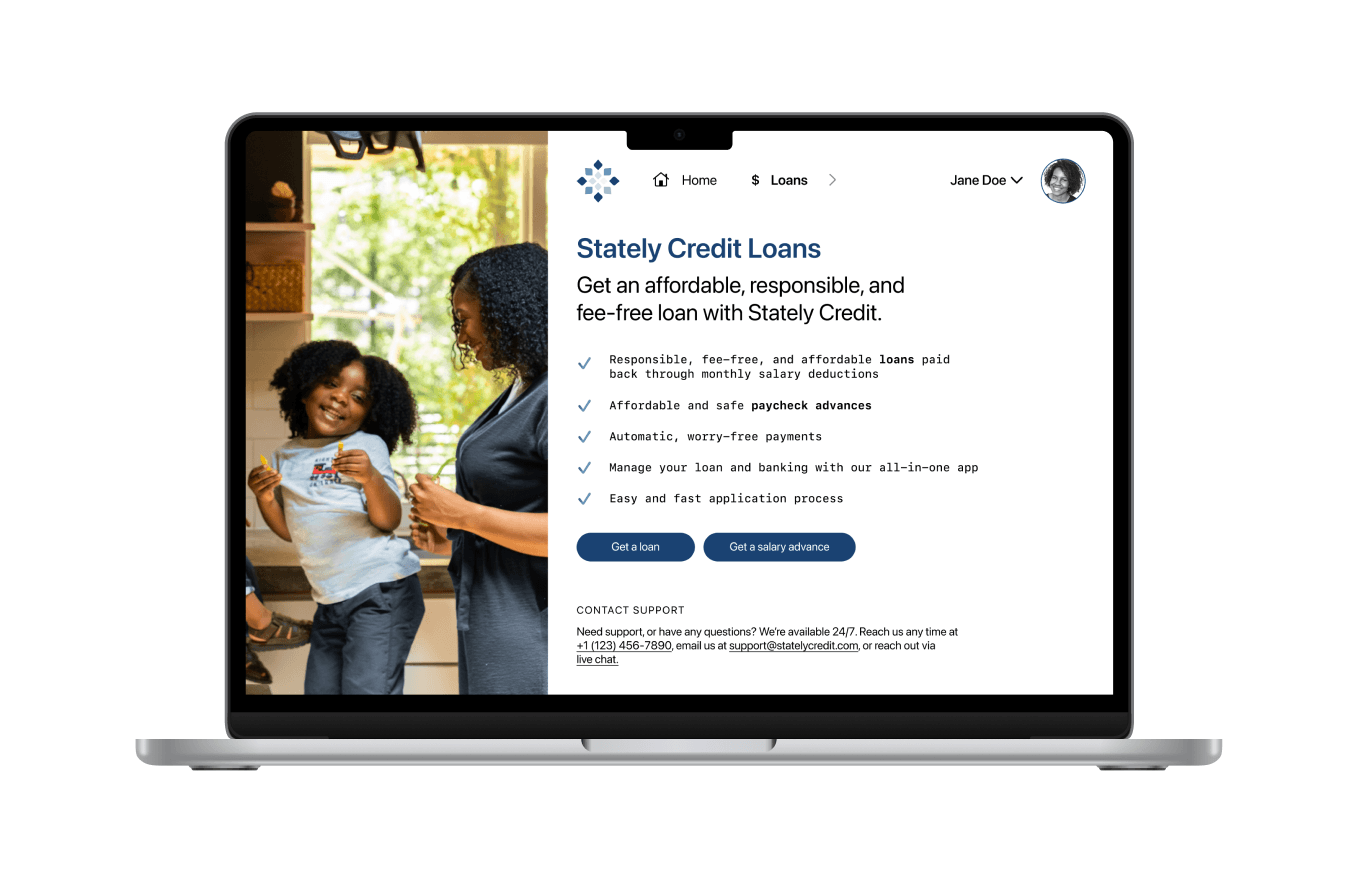 Home
$ Loans
Jane Doe
Stately Credit Loans
Get an affordable, responsible, and
fee-free loan with Stately Credit.
Responsible, fee-free, and affordable loans paid
back through monthly salary deductions
Affordable and safe paycheck advances
Automatic, worry-free payments
Manage your loan and banking with our all-in-one app
Easy and fast application process
Get a loan
Get a salary advance
CONTACT SUPPORT
Need support, or have any questions? We’re available 24/7. Reach us any time at
+1 (123) 456-7890, email us at support@statelycredit.com, or reach out via
live chat.